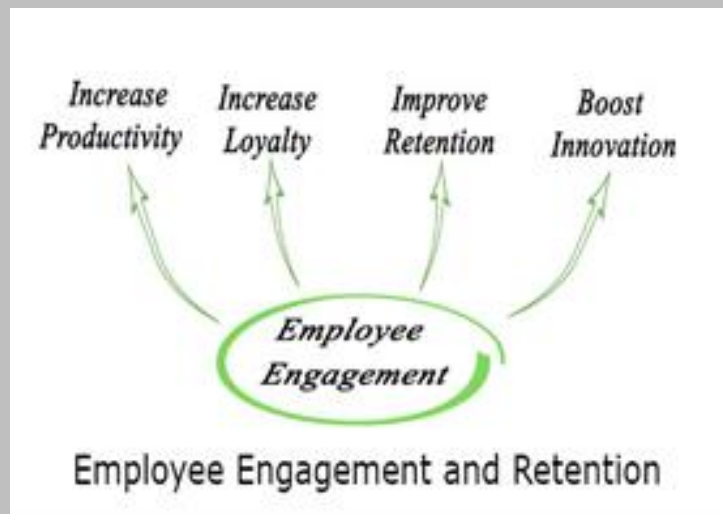 Increase
Productivity
Increase
Loyalty
Improve
Retention
Boost
Innovation
Employee
Engagement
Employee Engagement and Retention